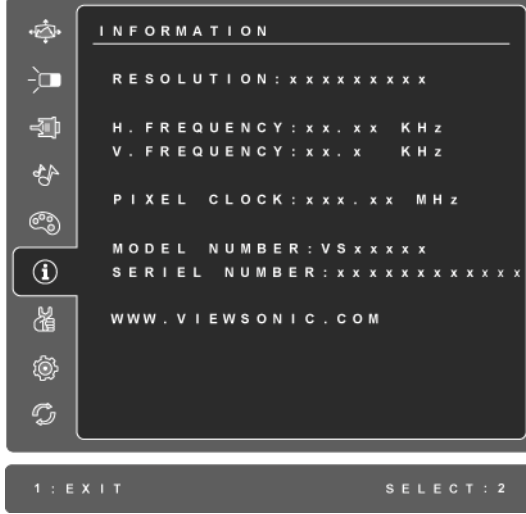 INFORMATION
RESOLUTION:xxxxxxxxx
H.FREQUENCY:xx.xx KHz
V.FREQUENCY:xx.x KHz
PIXEL CLOCK:xxx.xx MHz
MODEL NUMBER:VSxxxxx
SERIEL NUMBER:xxxxxxxxxxxx
WWW.VIEWSONIC.COM
1:EXIT SELECT:2